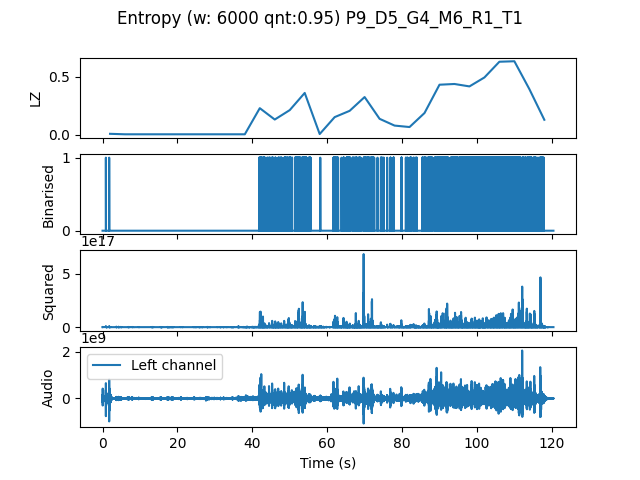 Entropy (w: 6000 qnt:0.95) P9_D5_G4_M6_R1_T1
LZ
0.5
0.0
Binarised
1
0
1e17
Squared
5
0
1e9
Audio
2
0
Left channel
0 20 40 60 80 100 120
Time (s)